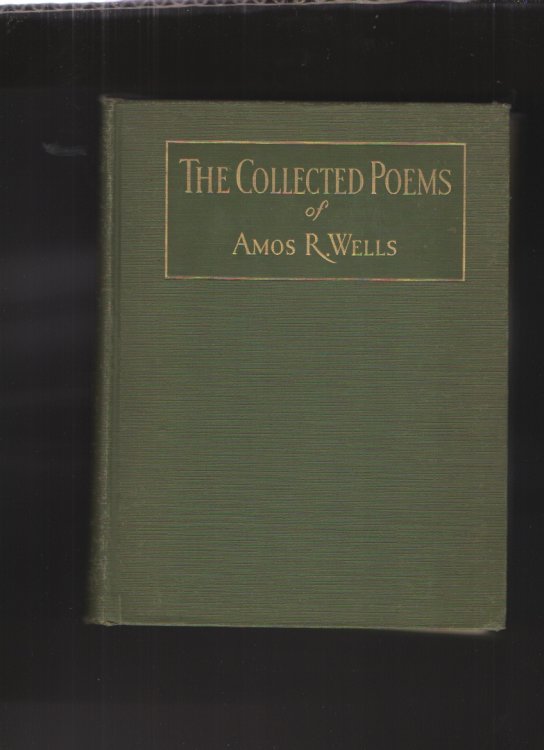 THE COLLECTED POEMS
of
AMOS R. WELLS